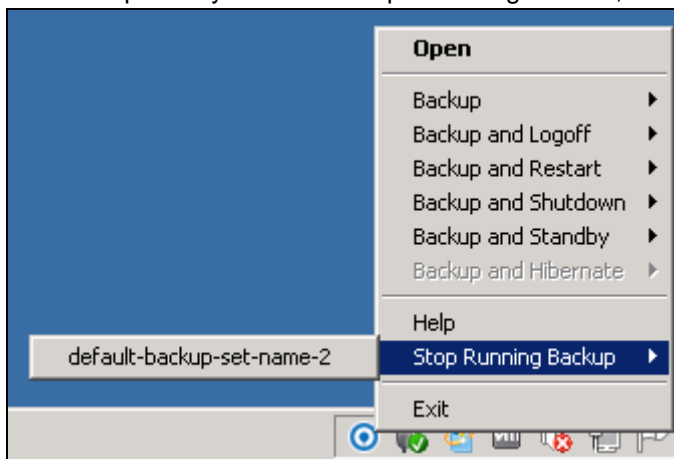 Open
Backup
Backup and Logoff
Backup and Restart
Backup and Shutdown
Backup and Standby
Backup and Hibernate
Help
default-backup-set-name-2
Stop Running Backup
Exit